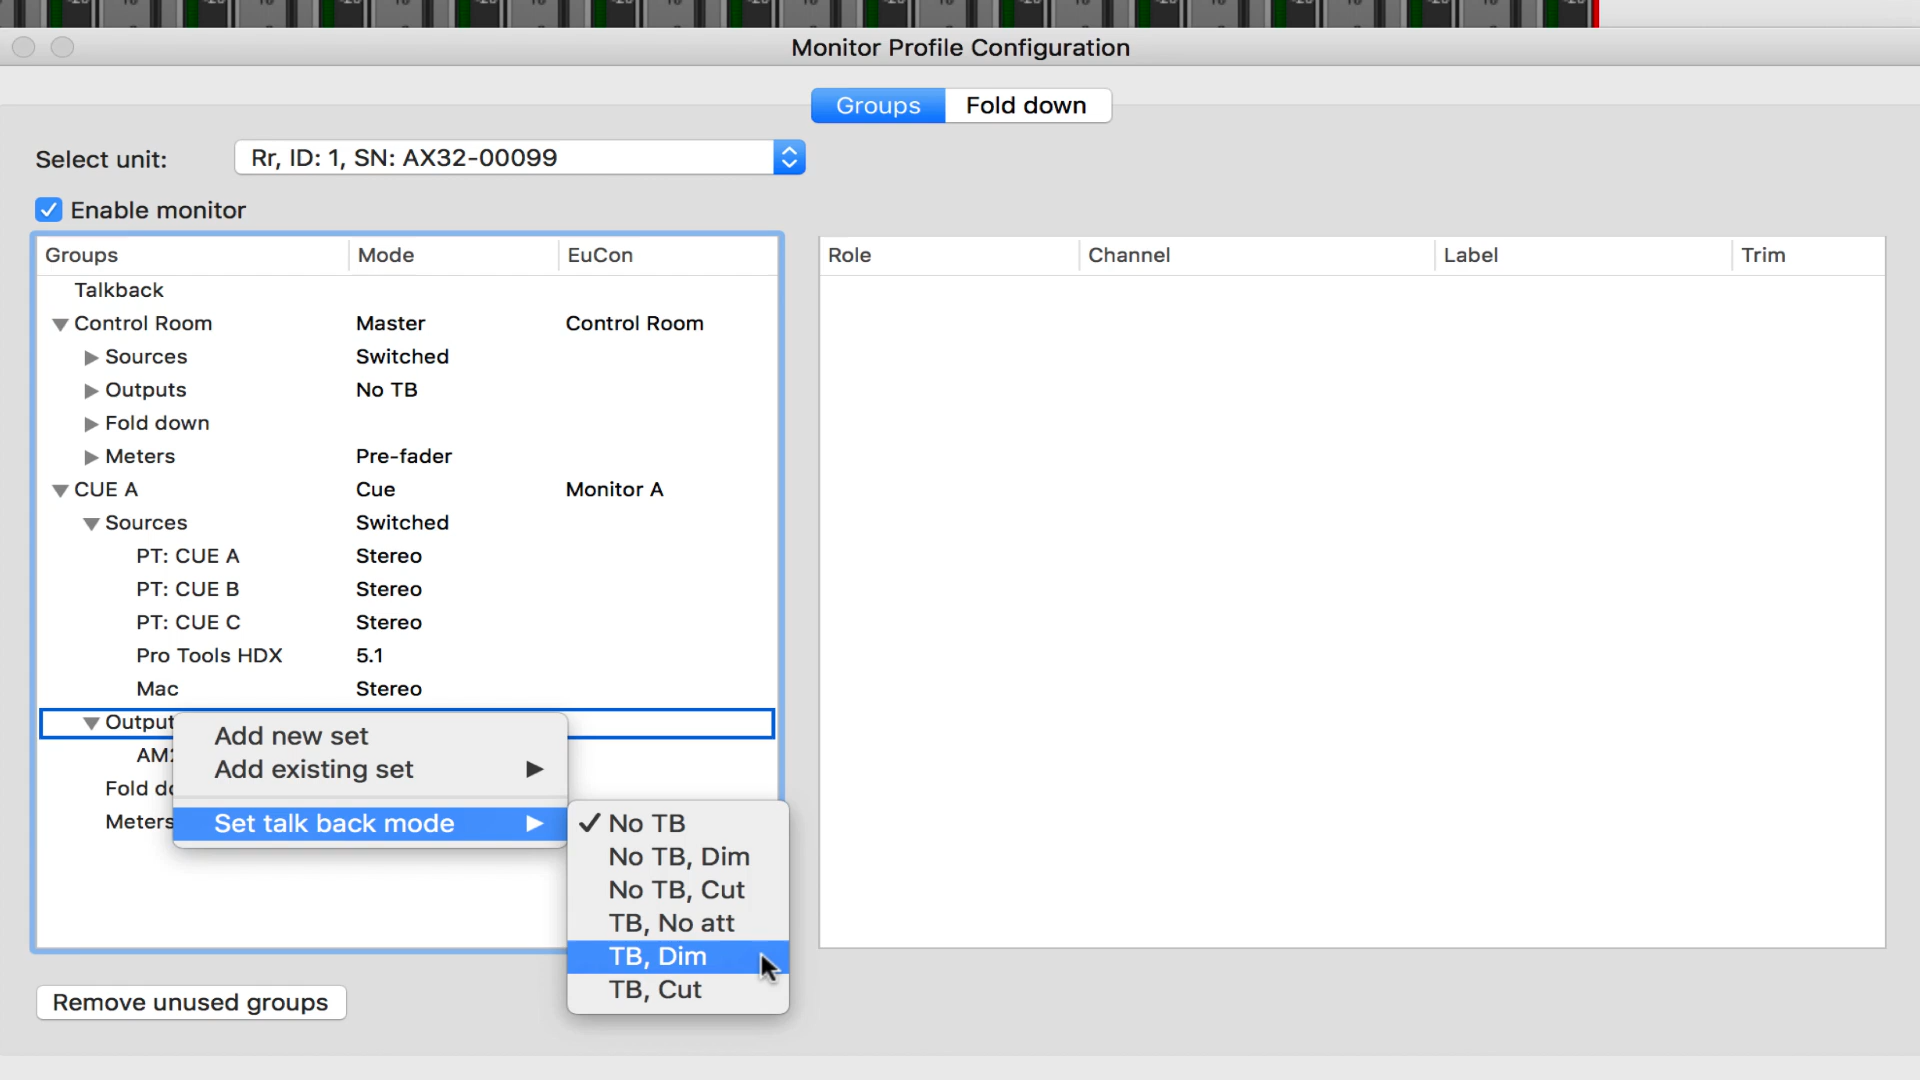 Monitor Profile Configuration
Groups Fold down
Select unit: Rr, ID: 1, SN: AX32-00099
Enable monitor
Groups Mode EuCon Role Channel Label Trim
Talkback
Control Room Master Control Room
Sources Switched
Outputs No TB
Fold down
Meters Pre-fader
CUE A Cue Monitor A
Sources Switched
PT: CUE A Stereo
PT: CUE B Stereo
PT: CUE C Stereo
Pro Tools HDX 5.1
Mac Stereo
Output
Add new set
AM
Add existing set
Fold d
Meters
Set talk back mode
No TB
No TB, Dim
No TB, Cut
TB, No att
TB, Dim
TB, Cut
Remove unused groups